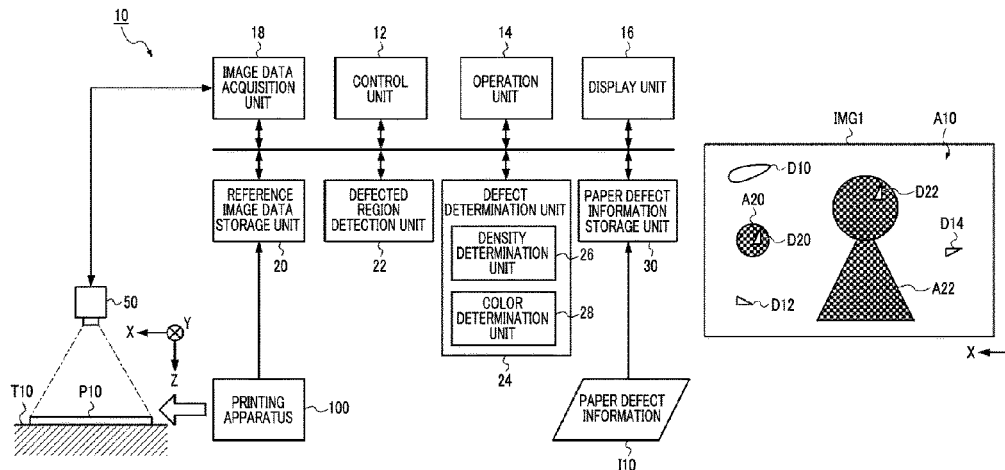 10
18
12
14
16
IMAGE DATA
ACQUISITION
UNIT
CONTROL
UNIT
OPERATION
UNIT
DISPLAY UNIT
IMG1
A10
D10
D22
A20
D14
D20
D12
A22
X
REFERENCE
IMAGE DATA
STORAGE UNIT
20
DEFECTED
REGION
DETECTION UNIT
22
DEFECT
DETERMINATION UNIT
DENSITY
DETERMINATION
UNIT
26
COLOR
DETERMINATION
UNIT
28
24
PAPER DEFECT
INFORMATION
STORAGE UNIT
30
50
X
Y
Z
T10
P10
PRINTING
APPARATUS
100
PAPER DEFECT
INFORMATION
I10